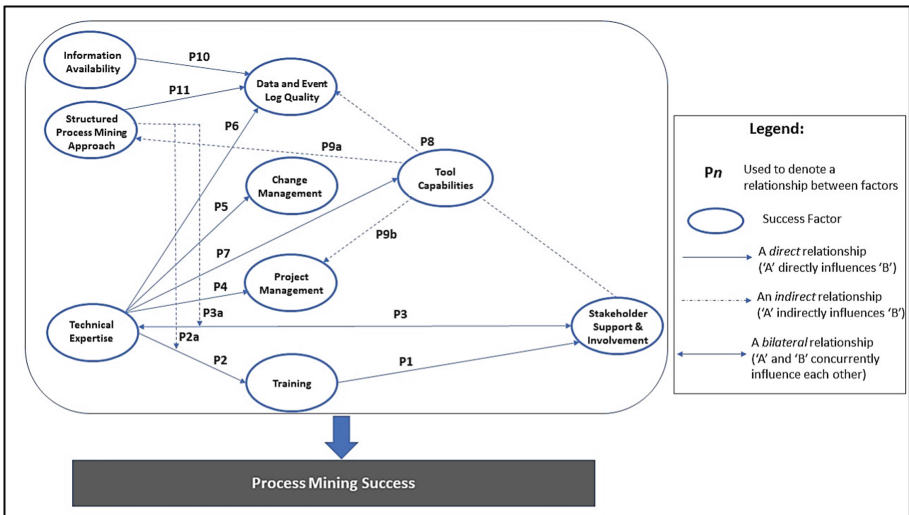 Information
Availability
P10
Data and Event
Log Quality
P11
Structured
Process Mining
Approach
P6
P9a
P8
Tool
Capabilities
Change
Management
P5
P7
P9b
Project
Management
P4
P3a
P3
Technical
Expertise
Stakeholder
Support &
Involvement
P2a
P2
P1
Training
Process Mining Success
Legend:
Pn
Used to denote a
relationship between factors
Success Factor
A direct relationship
('A' directly influences 'B')
An indirect relationship
('A' indirectly influences 'B')
A bilateral relationship
('A' and 'B' concurrently
influence each other)